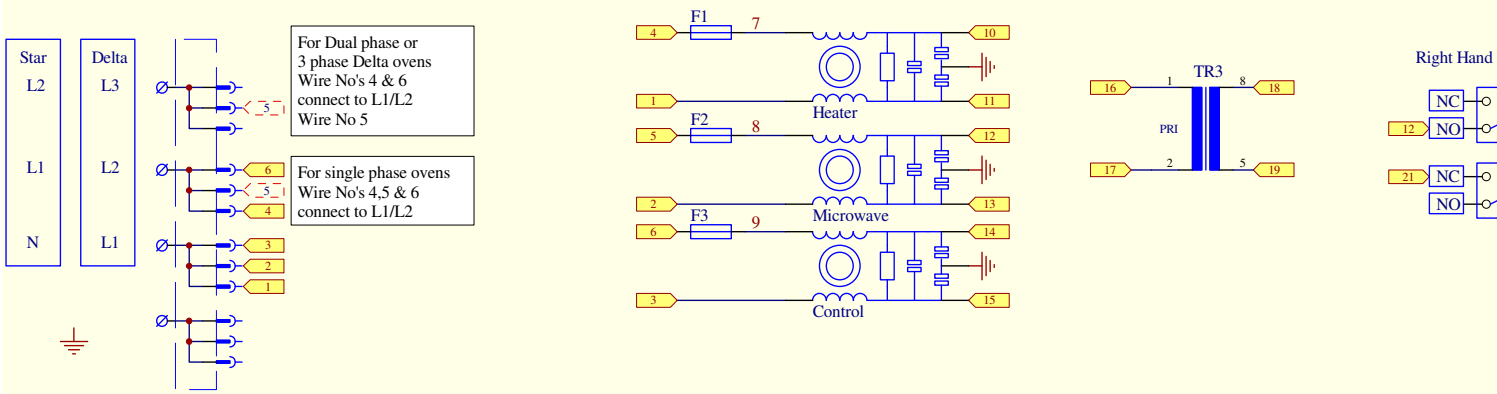 Star
L2
L1
N
Delta
L3
L2
L1
5
6
5
4
3
2
1
For Dual phase or
3 phase Delta ovens
Wire No's 4 & 6
connect to L1/L2
Wire No 5
For single phase ovens
Wire No's 4,5 & 6
connect to L1/L2
4
F1
7
10
1
11
Heater
5
F2
8
12
2
13
Microwave
6
F3
9
14
3
15
Control
TR3
16
1
8
18
PRI
17
2
5
19
Right Hand
NC
12
NO
21
NC
NO